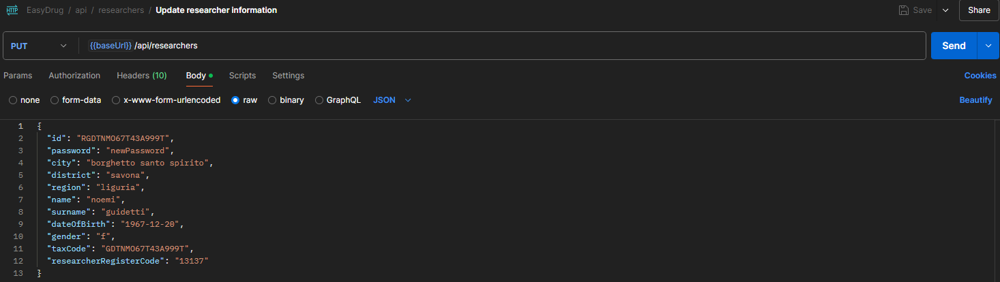 HTTP EasyDrug / api / researchers / Update researcher information Save Share
PUT {{baseUrl}} /api/researchers Send
Params Authorization Headers (10) Body Scripts Settings Cookies
none form-data x-www-form-urlencoded raw binary GraphQL JSON Beautify
1 {
2 "id": "RGDTNMO67T43A999T",
3 "password": "newPassword",
4 "city": "borghetto santo spirito",
5 "district": "savona",
6 "region": "liguria",
7 "name": "noemi",
8 "surname": "guidetti",
9 "dateOfBirth": "1967-12-20",
10 "gender": "f",
11 "taxCode": "GDTNMO67T43A999T",
12 "researcherRegisterCode": "13137"
13 }